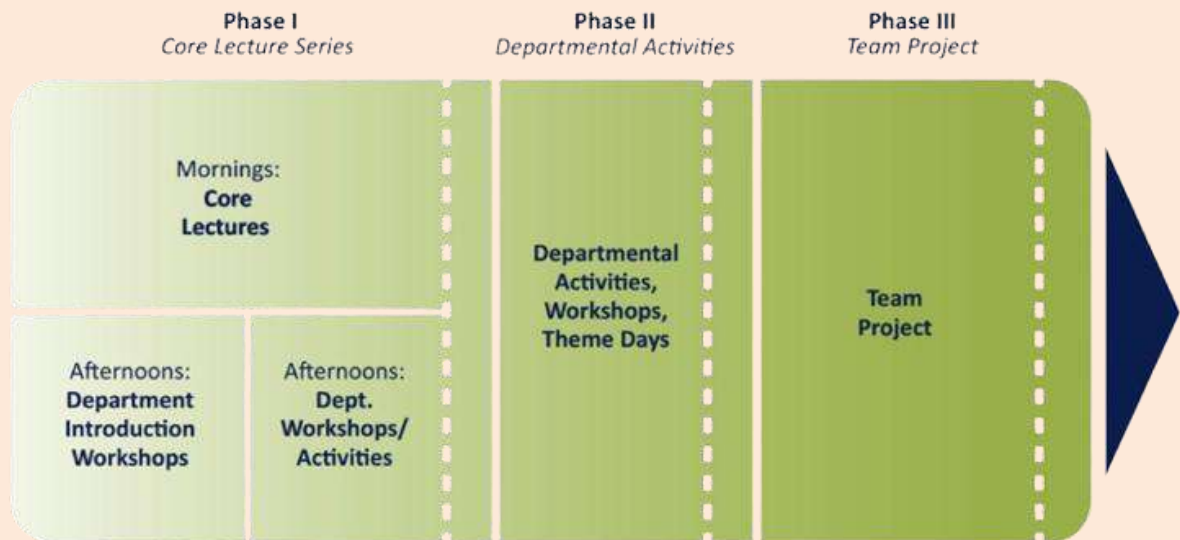 Phase I
Core Lecture Series
Phase II
Departmental Activities
Phase III
Team Project
Mornings:
Core
Lectures
Afternoons:
Department
Introduction
Workshops
Afternoons:
Dept.
Workshops/
Activities
Departmental
Activities,
Workshops,
Theme Days
Team
Project